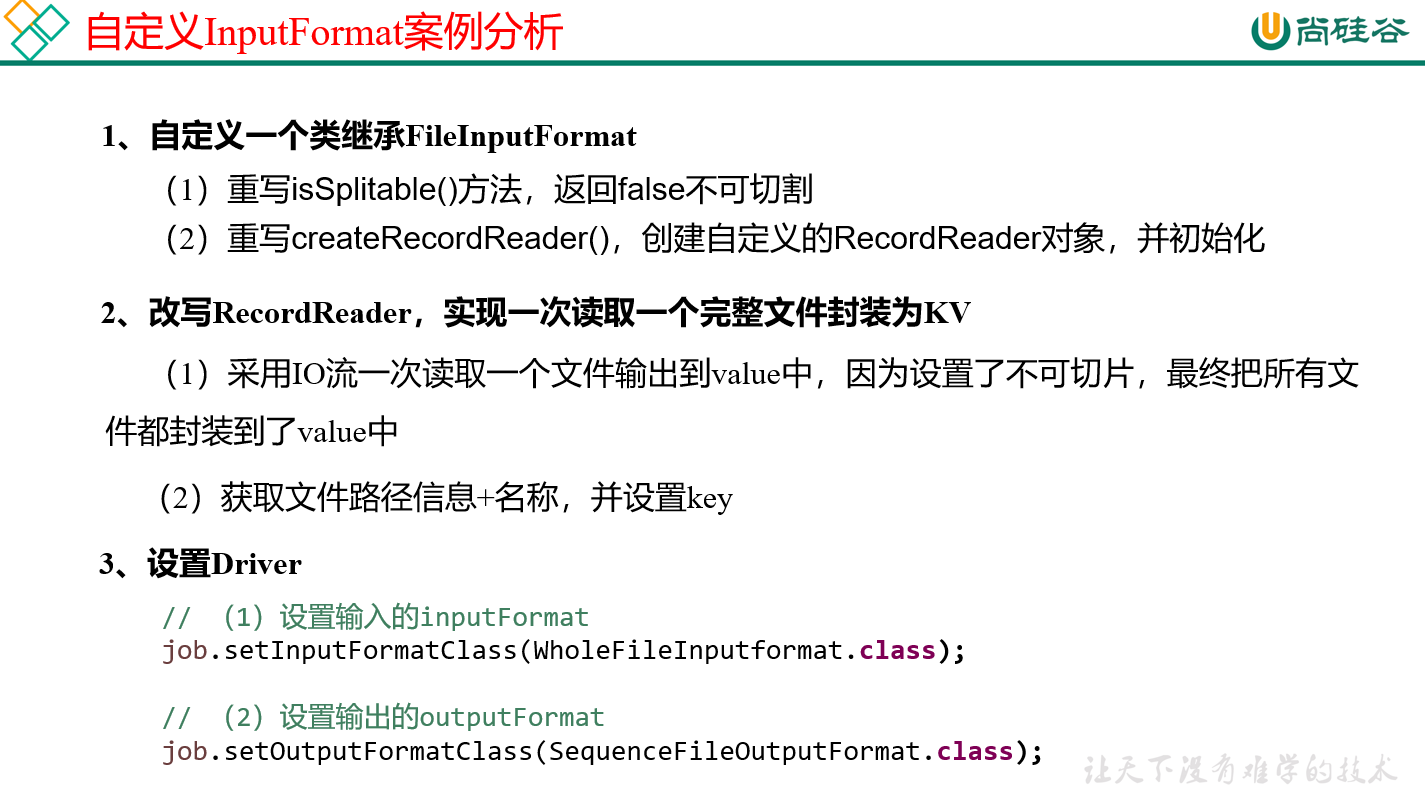 自定义InputFormat案例分析
尚硅谷
1、自定义一个类继承FileInputFormat
（1）重写isSplitable()方法，返回false不可切割
（2）重写createRecordReader()，创建自定义的RecordReader对象，并初始化
2、改写RecordReader，实现一次读取一个完整文件封装为KV
（1）采用IO流一次读取一个文件输出到value中，因为设置了不可切片，最终把所有文
件都封装到了value中
（2）获取文件路径信息+名称，并设置key
3、设置Driver
// （1）设置输入的inputFormat
job.setInputFormatClass(WholeFileInputformat.class);
// （2）设置输出的outputFormat
job.setOutputFormatClass(SequenceFileOutputFormat.class);
让天下没有难学的技术